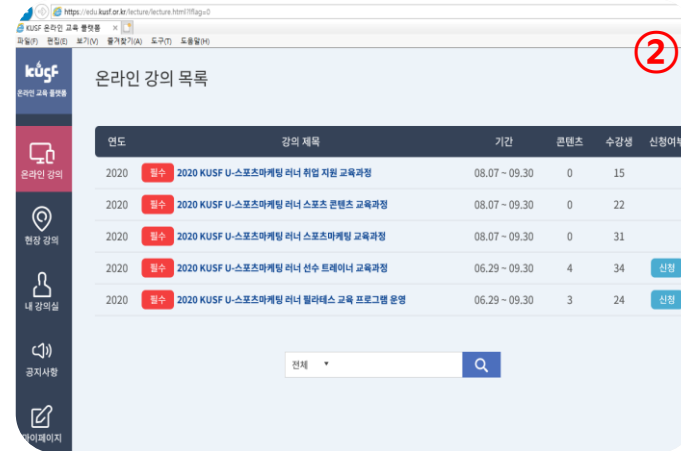 https://edu.kusf.or.kr/lecture/lecture.html?flag=0
KUSF 온라인 교육 플랫폼
파일(F) 편집(E) 보기(V) 즐겨찾기(A) 도구(T) 도움말(H)
②
kúsf
온라인 교육 플랫폼
온라인 강의 목록
연도 강의 제목 기간 콘텐츠 수강생 신청여부
2020 필수 2020 KUSF U-스포츠마케팅 러너 취업 지원 교육과정 08.07 ~ 09.30 0 15
2020 필수 2020 KUSF U-스포츠마케팅 러너 스포츠 콘텐츠 교육과정 08.07 ~ 09.30 0 22
2020 필수 2020 KUSF U-스포츠마케팅 러너 스포츠마케팅 교육과정 08.07 ~ 09.30 0 31
2020 필수 2020 KUSF U-스포츠마케팅 러너 선수 트레이너 교육과정 06.29 ~ 09.30 4 34 신청
2020 필수 2020 KUSF U-스포츠마케팅 러너 필라테스 교육 프로그램 운영 06.29 ~ 09.30 3 24 신청
온라인 강의
현장 강의
내 강의실
공지사항
마이페이지
전체